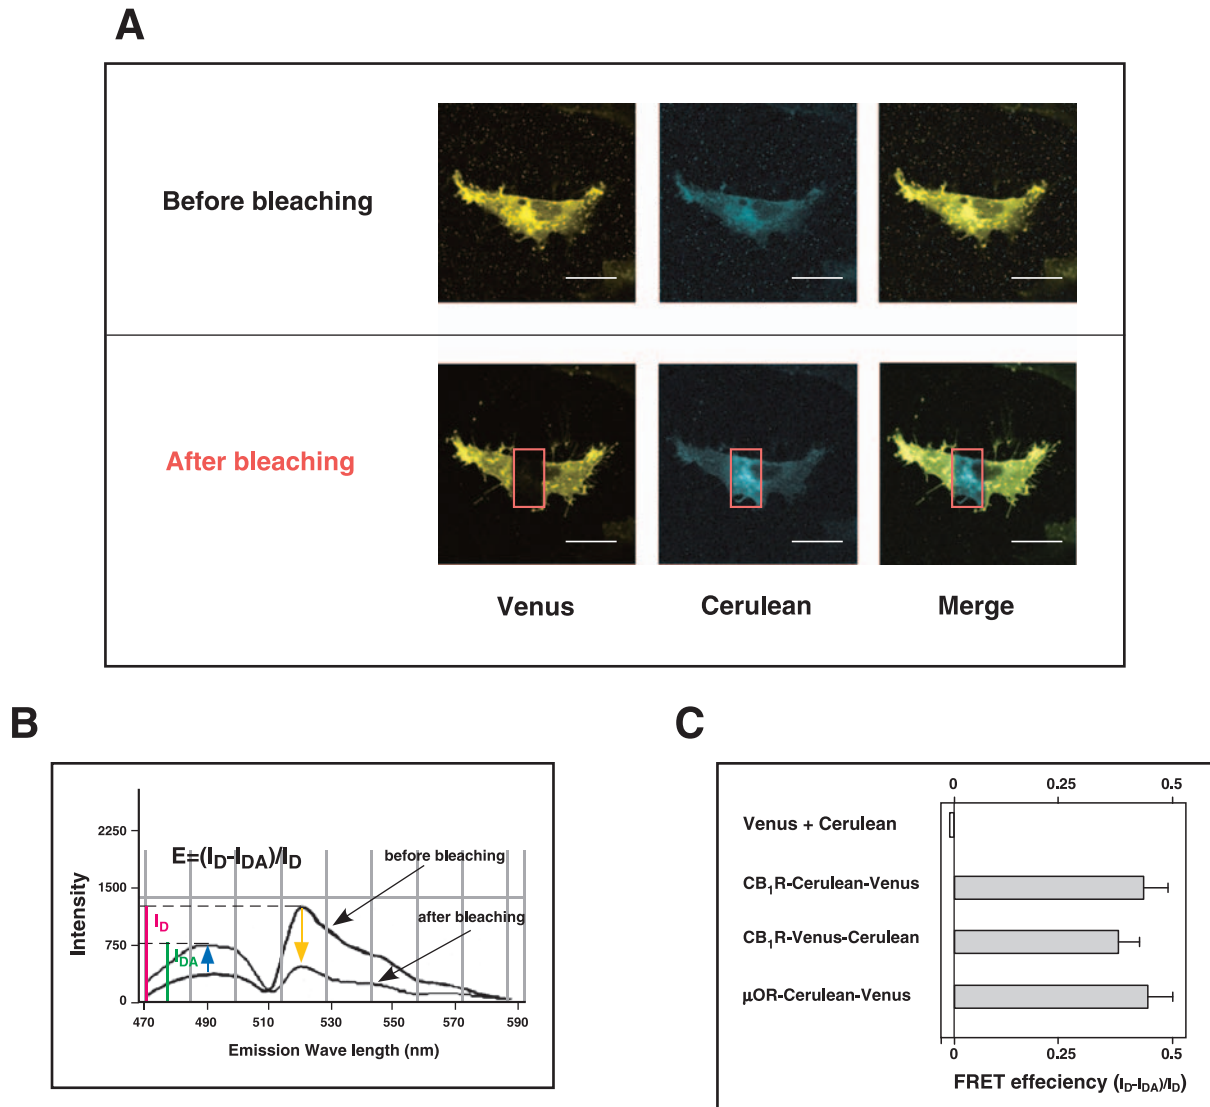 A
Before bleaching
After bleaching
Venus Cerulean Merge
B
E=(ID-IDA)/ID
before bleaching
after bleaching
ID
IDA
Intensity
2250
1500
750
0
470 490 510 530 550 570 590
Emission Wave length (nm)
C
0 0.25 0.5
Venus + Cerulean
CB1R-Cerulean-Venus
CB1R-Venus-Cerulean
μOR-Cerulean-Venus
0 0.25 0.5
FRET effeciency (ID-IDA)/ID)